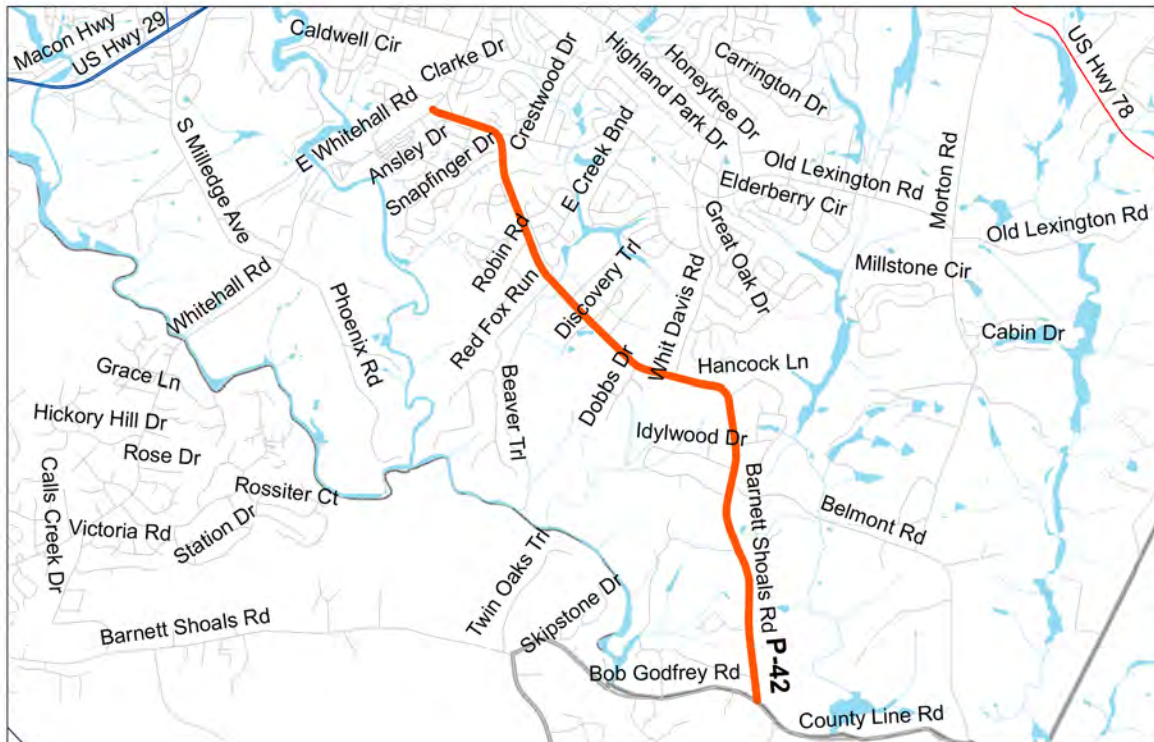 Macon Hwy
US Hwy 29
Caldwell Cir
Clarke Dr
E Whitehall Rd
S Milledge Ave
Ansley Dr
Snapfinger Dr
Crestwood Dr
Highland Park Dr
Honeytree Dr
Carrington Dr
US Hwy 78
E Creek Bnd
Old Lexington Rd
Elderberry Cir
Morton Rd
Old Lexington Rd
Great Oak Dr
Millstone Cir
Cabin Dr
Robin Rd
Red Fox Run
Discovery Trl
Whit Davis Rd
Dobbs Dr
Hancock Ln
Whitehall Rd
Phoenix Rd
Beaver Trl
Grace Ln
Hickory Hill Dr
Rose Dr
Rossiter Ct
Calls Creek Dr
Victoria Rd
Station Dr
Idylwood Dr
Barnett Shoals Rd
Belmont Rd
Twin Oaks Trl
Skipstone Dr
Barnett Shoals Rd
Bob Godfrey Rd
P-42
County Line Rd